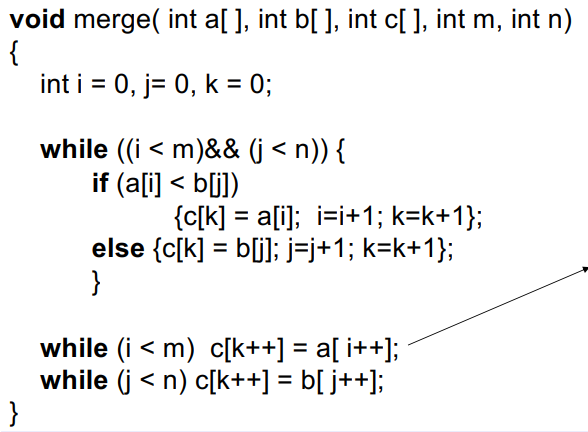 void merge( int a[ ], int b[ ], int c[ ], int m, int n)
{
int i = 0, j= 0, k = 0;
while ((i < m)&& (j < n)) {
if (a[i] < b[j])
{c[k] = a[i];  i=i+1; k=k+1};
else {c[k] = b[j]; j=j+1; k=k+1};
}
while (i < m)  c[k++] = a[ i++];
while (j < n) c[k++] = b[ j++];
}